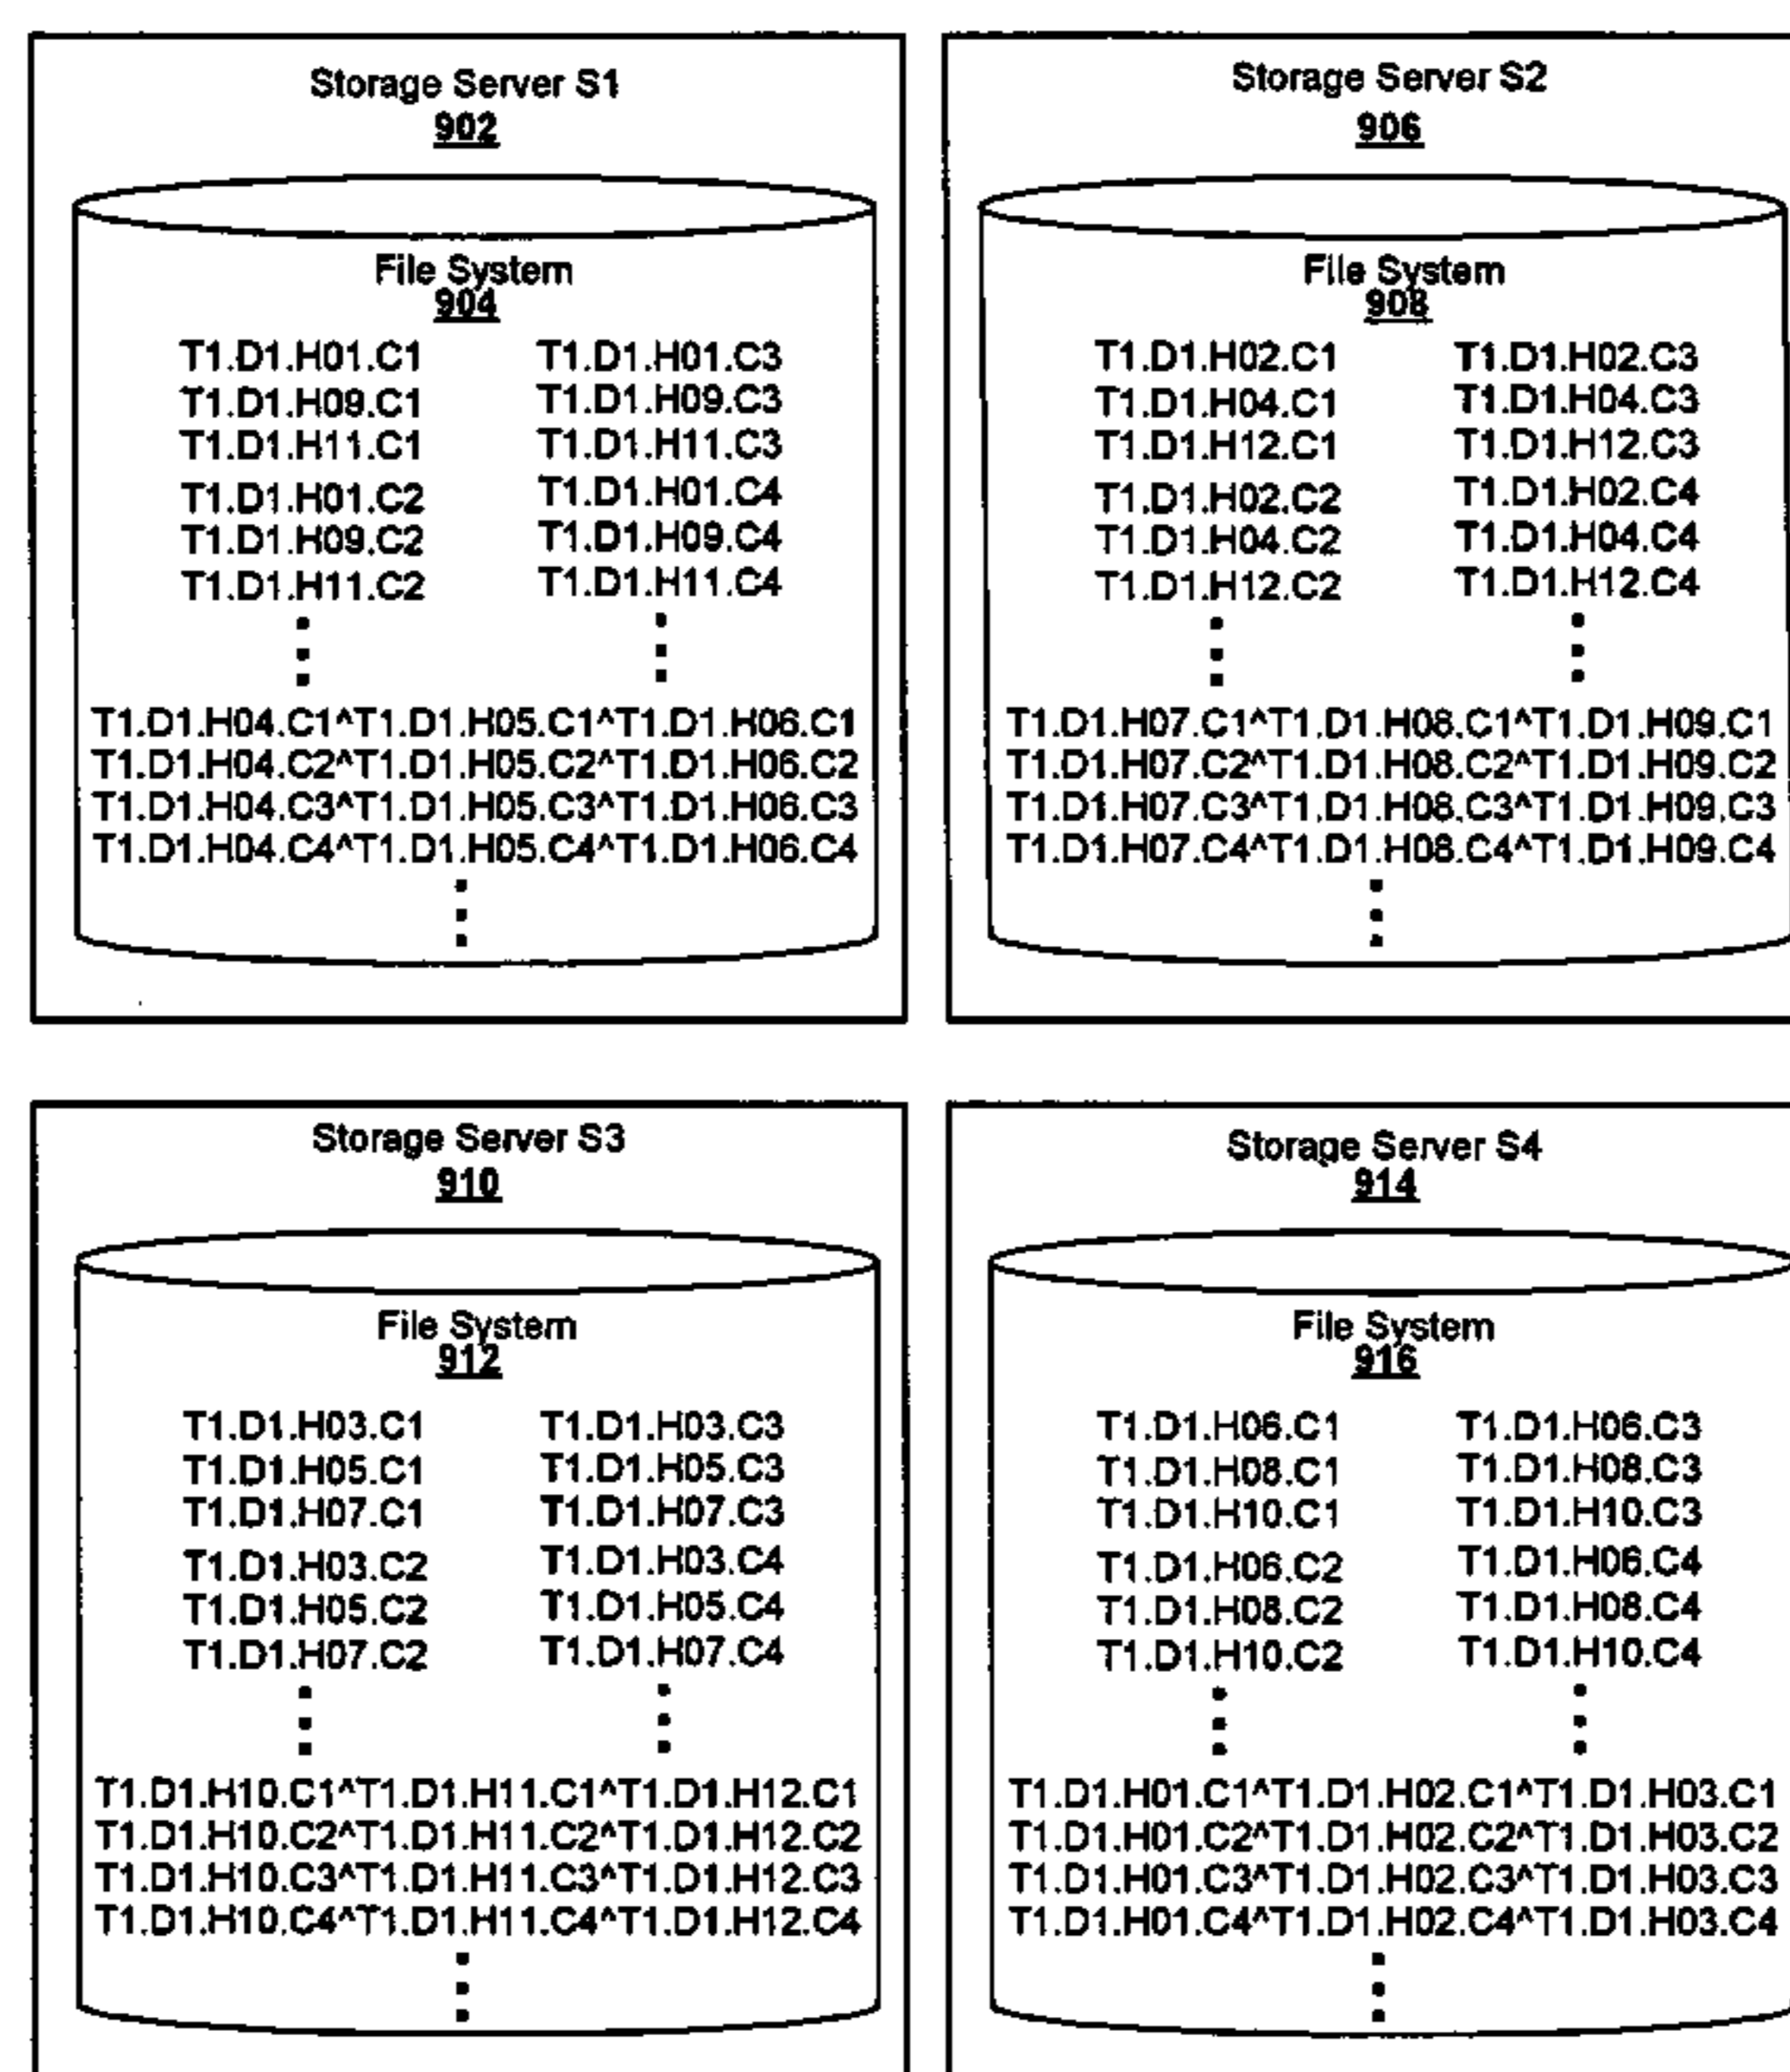 Storage Server S1
902
File System
904
T1.D1.H01.C1 T1.D1.H01.C3
T1.D1.H09.C1 T1.D1.H09.C3
T1.D1.H11.C1 T1.D1.H11.C3
T1.D1.H01.C2 T1.D1.H01.C4
T1.D1.H09.C2 T1.D1.H09.C4
T1.D1.H11.C2 T1.D1.H11.C4
T1.D1.H04.C1^T1.D1.H05.C1^T1.D1.H06.C1
T1.D1.H04.C2^T1.D1.H05.C2^T1.D1.H06.C2
T1.D1.H04.C3^T1.D1.H05.C3^T1.D1.H06.C3
T1.D1.H04.C4^T1.D1.H05.C4^T1.D1.H06.C4
Storage Server S2
906
File System
908
T1.D1.H02.C1 T1.D1.H02.C3
T1.D1.H04.C1 T1.D1.H04.C3
T1.D1.H12.C1 T1.D1.H12.C3
T1.D1.H02.C2 T1.D1.H02.C4
T1.D1.H04.C2 T1.D1.H04.C4
T1.D1.H12.C2 T1.D1.H12.C4
T1.D1.H07.C1^T1.D1.H08.C1^T1.D1.H09.C1
T1.D1.H07.C2^T1.D1.H08.C2^T1.D1.H09.C2
T1.D1.H07.C3^T1.D1.H08.C3^T1.D1.H09.C3
T1.D1.H07.C4^T1.D1.H08.C4^T1.D1.H09.C4
Storage Server S3
910
File System
912
T1.D1.H03.C1 T1.D1.H03.C3
T1.D1.H05.C1 T1.D1.H05.C3
T1.D1.H07.C1 T1.D1.H07.C3
T1.D1.H03.C2 T1.D1.H03.C4
T1.D1.H05.C2 T1.D1.H05.C4
T1.D1.H07.C2 T1.D1.H07.C4
T1.D1.H10.C1^T1.D1.H11.C1^T1.D1.H12.C1
T1.D1.H10.C2^T1.D1.H11.C2^T1.D1.H12.C2
T1.D1.H10.C3^T1.D1.H11.C3^T1.D1.H12.C3
T1.D1.H10.C4^T1.D1.H11.C4^T1.D1.H12.C4
Storage Server S4
914
File System
916
T1.D1.H06.C1 T1.D1.H06.C3
T1.D1.H08.C1 T1.D1.H08.C3
T1.D1.H10.C1 T1.D1.H10.C3
T1.D1.H06.C2 T1.D1.H06.C4
T1.D1.H08.C2 T1.D1.H08.C4
T1.D1.H10.C2 T1.D1.H10.C4
T1.D1.H01.C1^T1.D1.H02.C1^T1.D1.H03.C1
T1.D1.H01.C2^T1.D1.H02.C2^T1.D1.H03.C2
T1.D1.H01.C3^T1.D1.H02.C3^T1.D1.H03.C3
T1.D1.H01.C4^T1.D1.H02.C4^T1.D1.H03.C4